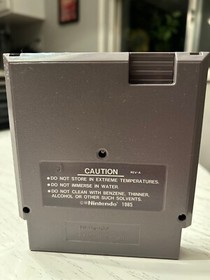 CAUTION
●DO NOT STORE IN EXTREME TEMPERATURES.
●DO NOT IMMERSE IN WATER.
●DO NOT CLEAN WITH BENZENE, THINNER,
ALCOHOL OR OTHER SUCH SOLVENTS.
©®Nintendo 1985